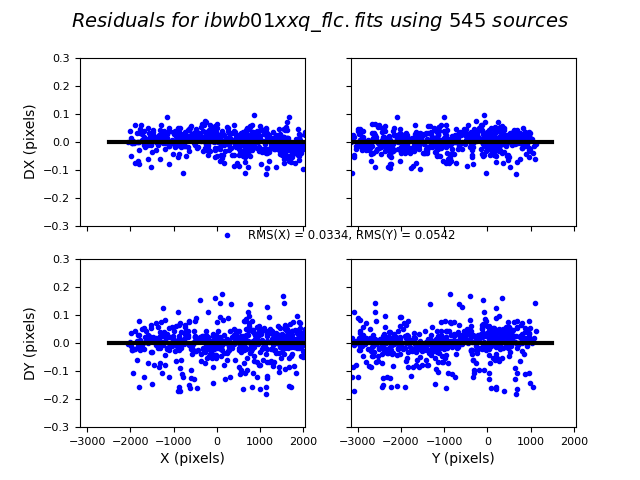 Residuals for ibwb01xxq_flc.fits using 545 sources
0.3
0.2
0.1
0.0
−0.1
−0.2
−0.3
DX (pixels)
RMS(X) = 0.0334, RMS(Y) = 0.0542
0.3
0.2
0.1
0.0
−0.1
−0.2
−0.3
DY (pixels)
−3000 −2000 −1000 0 1000 2000
−3000 −2000 −1000 0 1000 2000
X (pixels) Y (pixels)